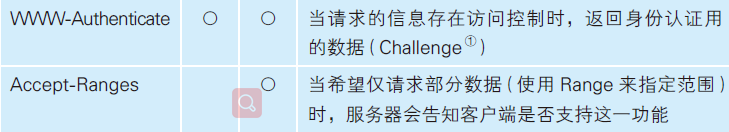 WWW-Authenticate ○ ○ 当请求的信息存在访问控制时，返回身份认证用
的数据（Challenge①）
Accept-Ranges ○ 当希望仅请求部分数据（使用 Range 来指定范围）
时，服务器会告知客户端是否支持这一功能